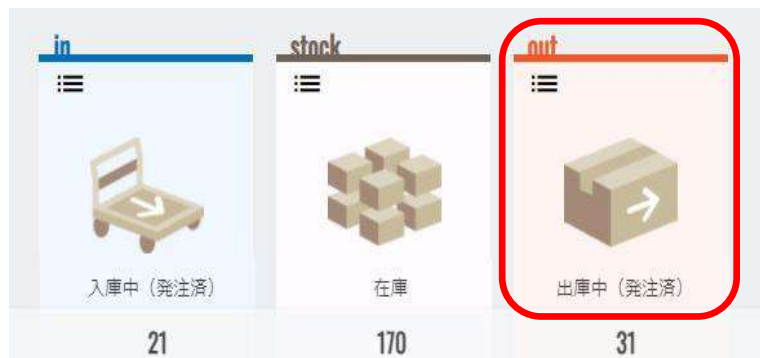 in
stock
out
入庫中（発注済）
在庫
出庫中（発注済）
21
170
31